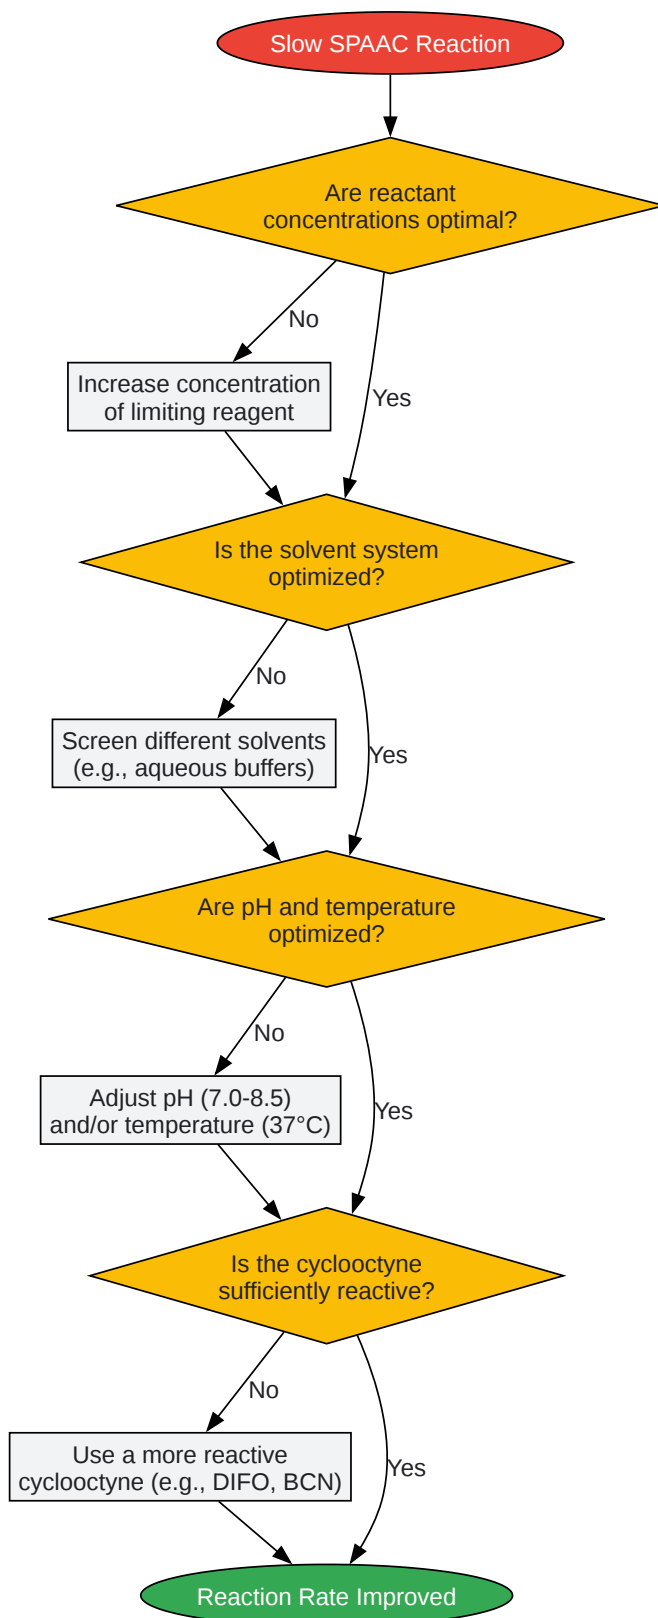 Slow SPAAC Reaction
Are reactant
concentrations optimal?
No
Increase concentration
of limiting reagent
Yes
Is the solvent system
optimized?
No
Screen different solvents
(e.g., aqueous buffers)
Yes
Are pH and temperature
optimized?
No
Adjust pH (7.0-8.5)
and/or temperature (37°C)
Yes
Is the cyclooctyne
sufficiently reactive?
No
Use a more reactive
cyclooctyne (e.g., DIFO, BCN)
Yes
Reaction Rate Improved